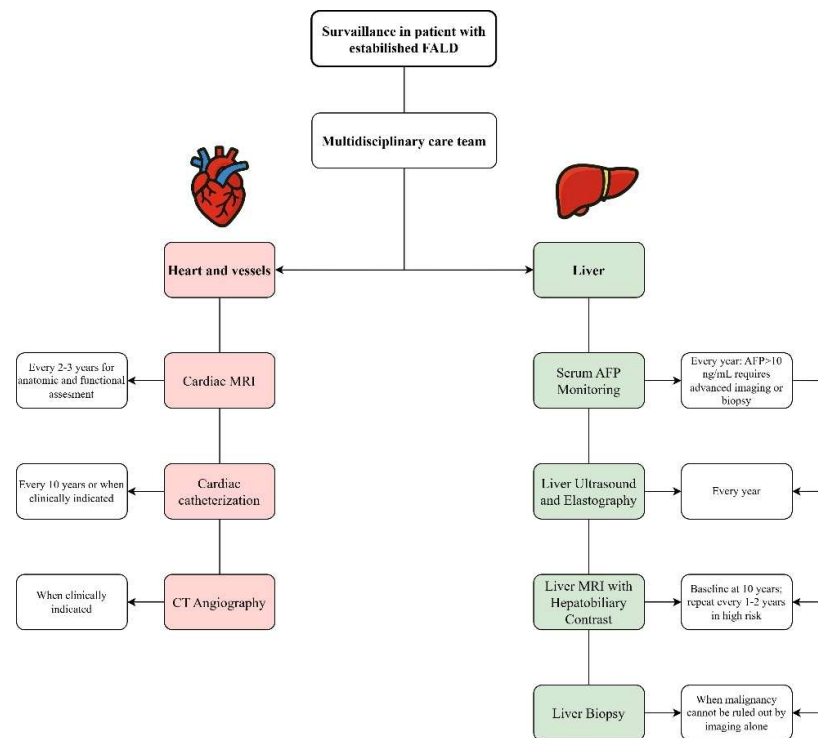 Survaillance in patient with
estabilished FALD
Multidisciplinary care team
Heart and vessels
Liver
Every 2-3 years for
anatomic and functional
assesment
Cardiac MRI
Serum AFP
Monitoring
Every year: AFP>10
ng/mL requires
advanced imaging or
biopsy
Every 10 years or when
clinically indicated
Cardiac
catheterization
Liver Ultrasound
and Elastography
Every year
When clinically
indicated
CT Angiography
Liver MRI with
Hepatobiliary
Contrast
Baseline at 10 years;
repeat every 1-2 years
in high risk
Liver Biopsy
When malignancy
cannot be ruled out by
imaging alone